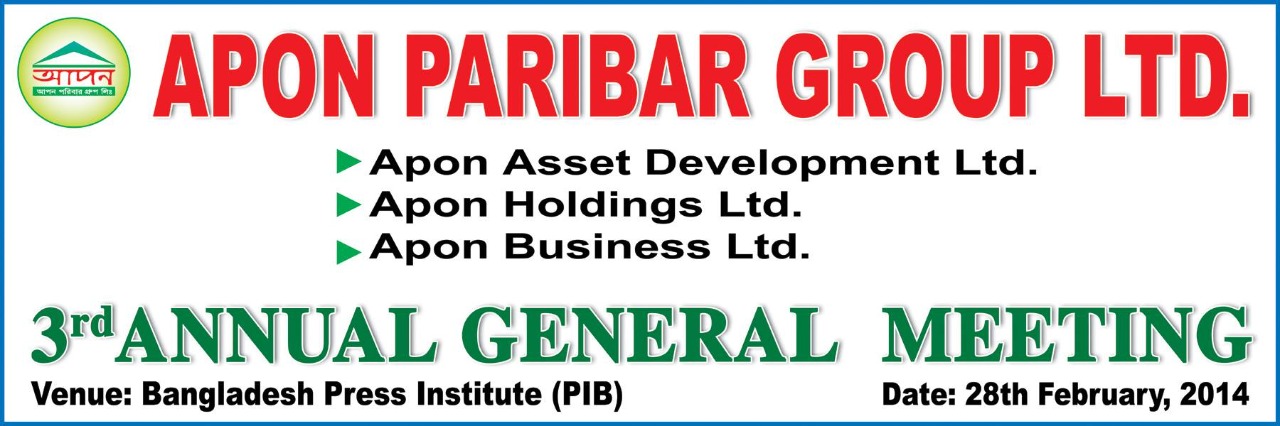 আপন
আপন পরিবার গ্রুপ লিঃ
APON PARIBAR GROUP LTD.
Apon Asset Development Ltd.
Apon Holdings Ltd.
Apon Business Ltd.
3rd ANNUAL GENERAL MEETING
Venue: Bangladesh Press Institute (PIB) Date: 28th February, 2014